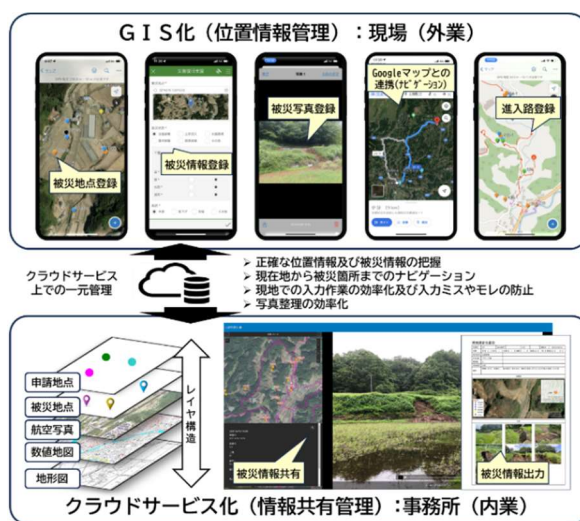 ＧＩＳ化（位置情報管理）：現場（外業）
被災地点登録
被災情報登録
被災写真登録
Googleマップとの
連携(ナビゲーション)
進入路登録
クラウドサービス
上での一元管理
➢ 正確な位置情報及び被災情報の把握
➢ 現在地から被災箇所までのナビゲーション
➢ 現地での入力作業の効率化及び入力ミスやモレの防止
➢ 写真整理の効率化
申請地点
被災地点
航空写真
数値地図
地形図
レイヤ構造
被災情報共有
被災情報出力
クラウドサービス化（情報共有管理）：事務所（内業）